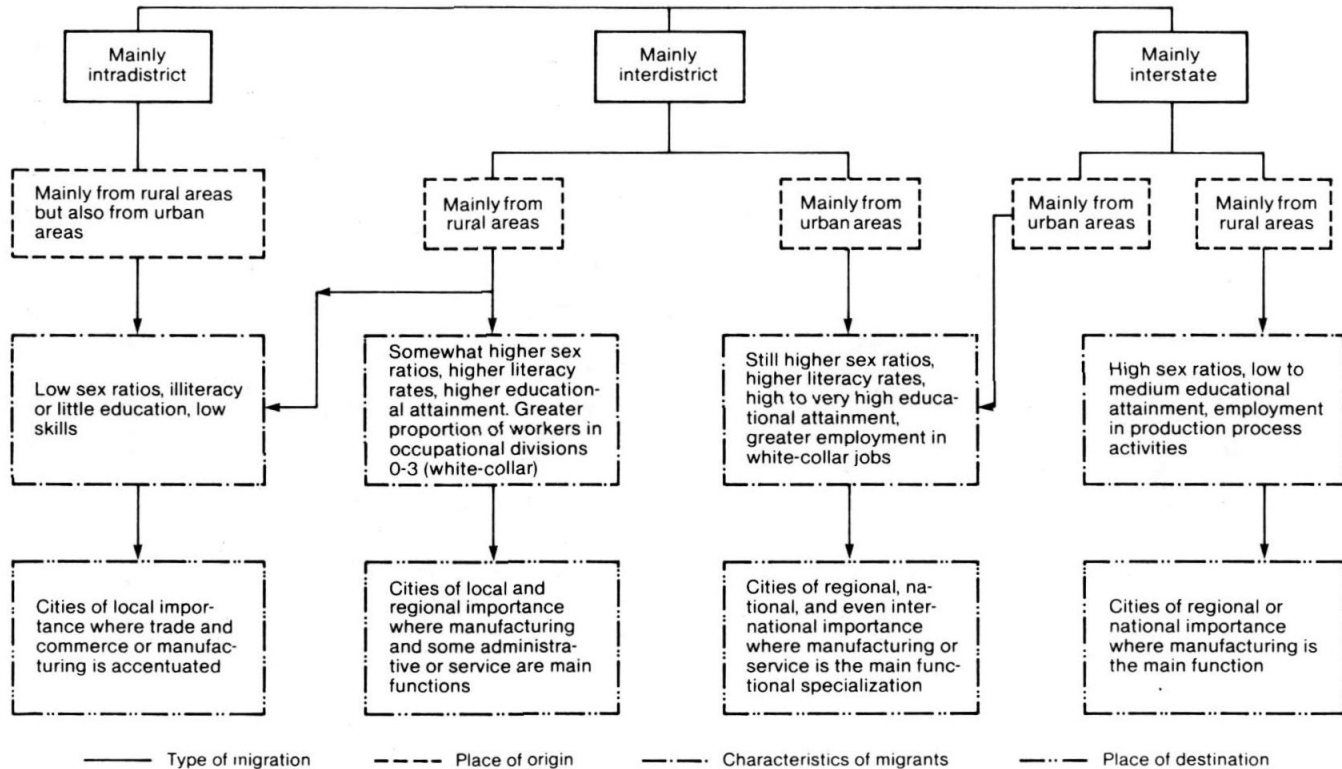 Mainly
intradistrict
Mainly
interdistrict
Mainly
interstate
Mainly from rural areas
but also from urban
areas
Mainly from
rural areas
Mainly from
urban areas
Mainly from
urban areas
Mainly from
rural areas
Low sex ratios, illiteracy
or little education, low
skills
Somewhat higher sex
ratios, higher literacy
rates, higher education-
al attainment. Greater
proportion of workers in
occupational divisions
0-3 (white-collar)
Still higher sex ratios,
higher literacy rates,
high to very high educa-
tional attainment,
greater employment in
white-collar jobs
High sex ratios, low to
medium educational
attainment, employment
in production process
activities
Cities of local impor-
tance where trade and
commerce or manufac-
turing is accentuated
Cities of local and
regional importance
where manufacturing
and some administra-
tive or service are main
functions
Cities of regional, na-
tional, and even inter-
national importance
where manufacturing or
service is the main func-
tional specialization
Cities of regional or
national importance
where manufacturing is
the main function
Type of migration
Place of origin
Characteristics of migrants
Place of destination